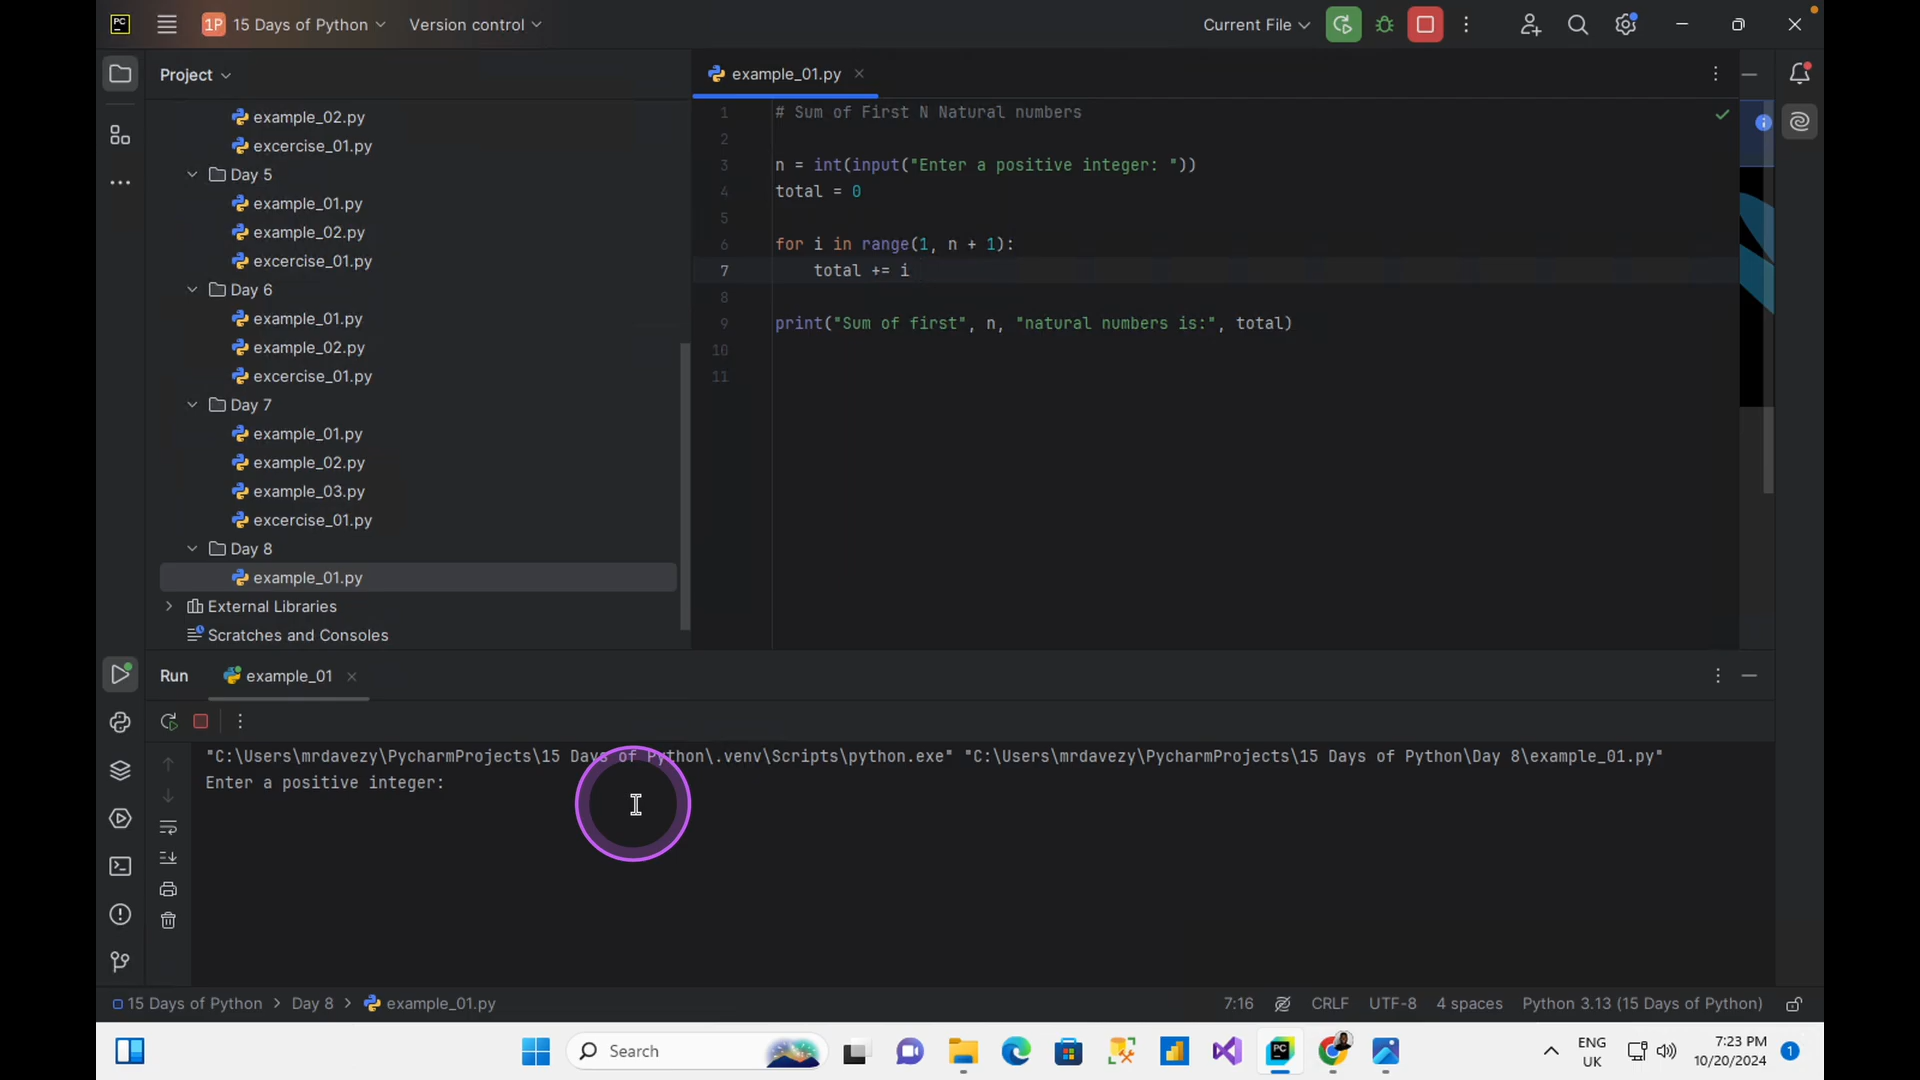 PC
1P 15 Days of Python
Version control
Current File
Project
example_02.py
excercise_01.py
Day 5
example_01.py
example_02.py
excercise_01.py
Day 6
example_01.py
example_02.py
excercise_01.py
Day 7
example_01.py
example_02.py
example_03.py
excercise_01.py
Day 8
example_01.py
External Libraries
Scratches and Consoles
example_01.py
1 # Sum of First N Natural numbers
2
3 n = int(input("Enter a positive integer: "))
4 total = 0
5
6 for i in range(1, n + 1):
7 total += i
8
9 print("Sum of first", n, "natural numbers is:", total)
10
11
Run
example_01
"C:\Users\mrdavezy\PycharmProjects\15 Days of Python\.venv\Scripts\python.exe" "C:\Users\mrdavezy\PycharmProjects\15 Days of Python\Day 8\example_01.py"
Enter a positive integer:
15 Days of Python > Day 8 > example_01.py
7:16 CRLF UTF-8 4 spaces Python 3.13 (15 Days of Python)
Search
PC
ENG
UK
7:23 PM
10/20/2024
1